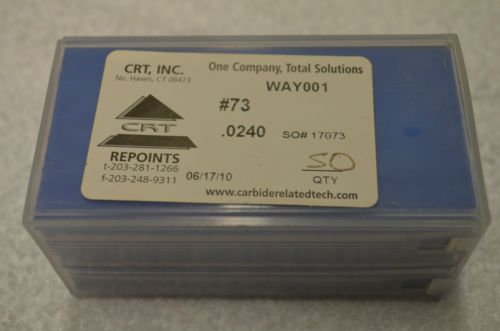 CRT, INC.
No. Haven, CT 06473
One Company, Total Solutions
WAY001
#73
.0240 SO# 17073
CRT
REPOINTS
t-203-281-1266
f-203-248-9311
06/17/10
50
QTY
www.carbiderelatedtech.com